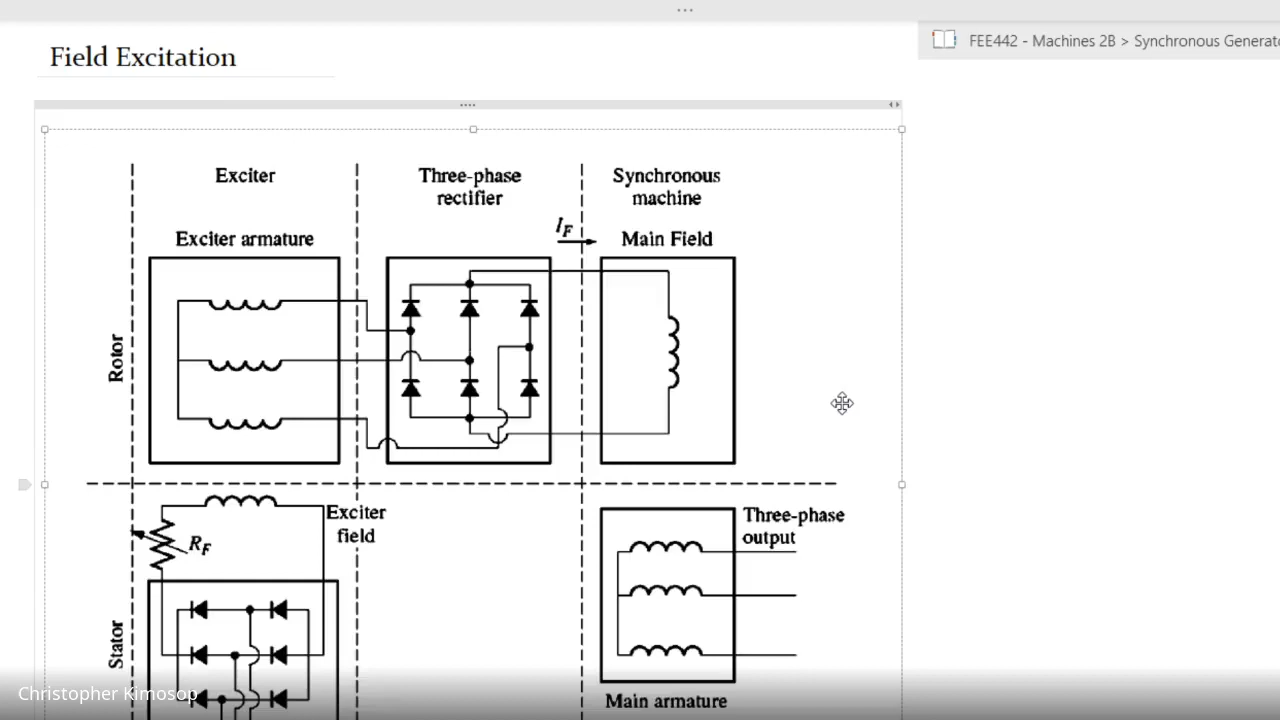 Field Excitation
FEE442 - Machines 2B > Synchronous Generato
Exciter
Three-phase
rectifier
Synchronous
machine
Exciter armature
I_F
Main Field
Rotor
Exciter
field
R_F
Three-phase
output
Stator
Main armature
Christopher Kimosop